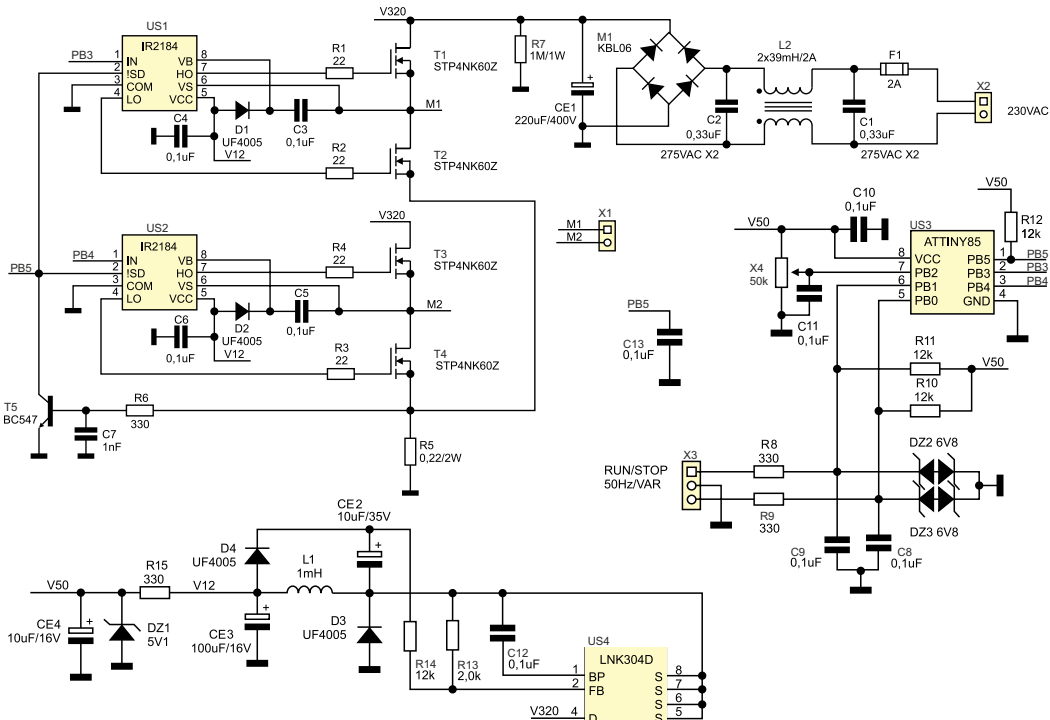 US1
IR2184
PB3
1 IN
2 !SD
3 COM
4 LO
VB 8
HO 7
VS 6
VCC 5
C4
0,1uF
D1
UF4005
V12
C3
0,1uF
R1
22
R2
22
V320
T1
STP4NK60Z
M1
T2
STP4NK60Z
US2
IR2184
PB4
PB5
1 IN
2 !SD
3 COM
4 LO
VB 8
HO 7
VS 6
VCC 5
C6
0,1uF
D2
UF4005
V12
C5
0,1uF
R4
22
R3
22
V320
T3
STP4NK60Z
M2
T4
STP4NK60Z
T5
BC547
C7
1nF
R6
330
R5
0,22/2W
R7
1M/1W
CE1
220uF/400V
M1
KBL06
C2
0,33uF
275VAC X2
L2
2x39mH/2A
C1
0,33uF
275VAC X2
F1
2A
X2
230VAC
X1
M1
M2
PB5
C13
0,1uF
V50
X4
50k
C10
0,1uF
C11
0,1uF
US3
ATTINY85
8 VCC
7 PB2
6 PB1
5 PB0
PB5 1
PB3 2
PB4 3
GND 4
V50
R12
12k
PB5
PB3
PB4
R11
12k
V50
R10
12k
RUN/STOP
50Hz/VAR
X3
R8
330
R9
330
DZ2 6V8
DZ3 6V8
C9
0,1uF
C8
0,1uF
V50
CE4
10uF/16V
DZ1
5V1
R15
330
V12
D4
UF4005
CE3
100uF/16V
L1
1mH
CE2
10uF/35V
D3
UF4005
R14
12k
R13
2,0k
C12
0,1uF
US4
LNK304D
1 BP
2 FB
V320 4 D
S 8
S 7
S 6
S 5